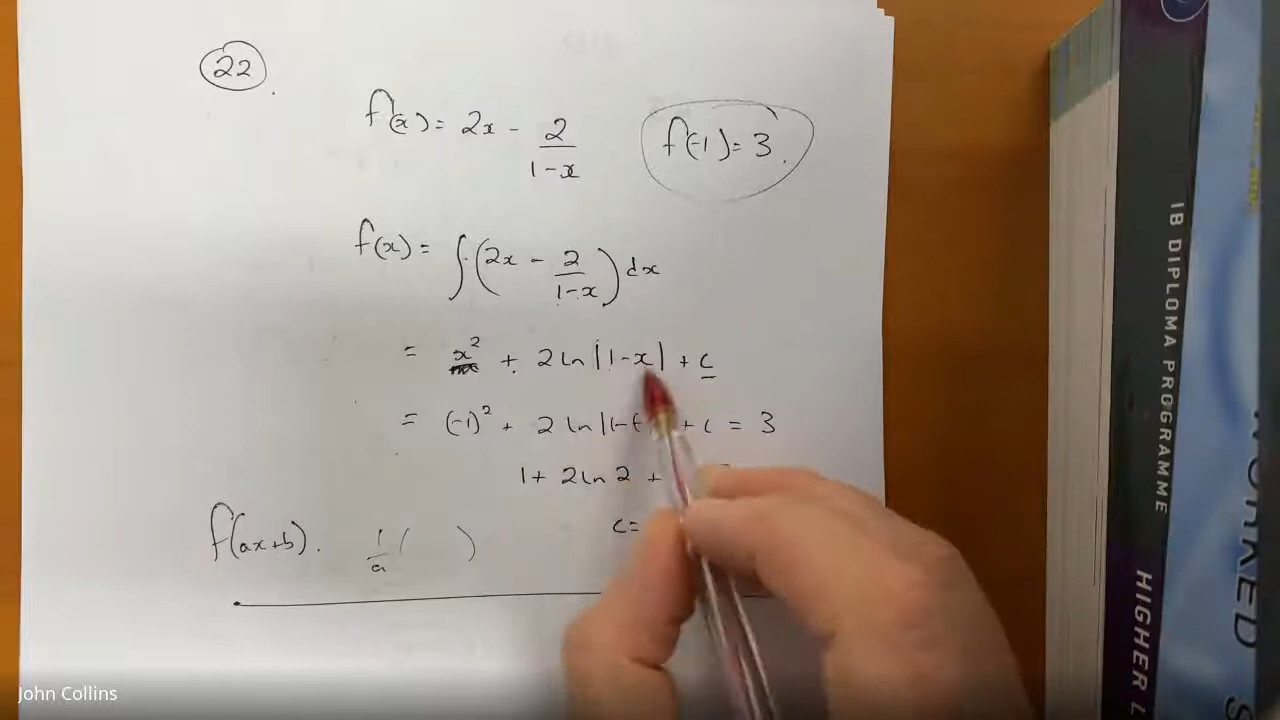 22.
f(x) = 2x - 2/(1-x)
f(-1) = 3.
f(x) = ∫(2x - 2/(1-x)) dx
= x² + 2 ln|1-x| + c
= (-1)² + 2 ln|1-( + c = 3
1 + 2 ln 2 +
c =
f(ax+b). 1/a ( )
IB DIPLOMA PROGRAMME
HIGHER L
WORKED
John Collins